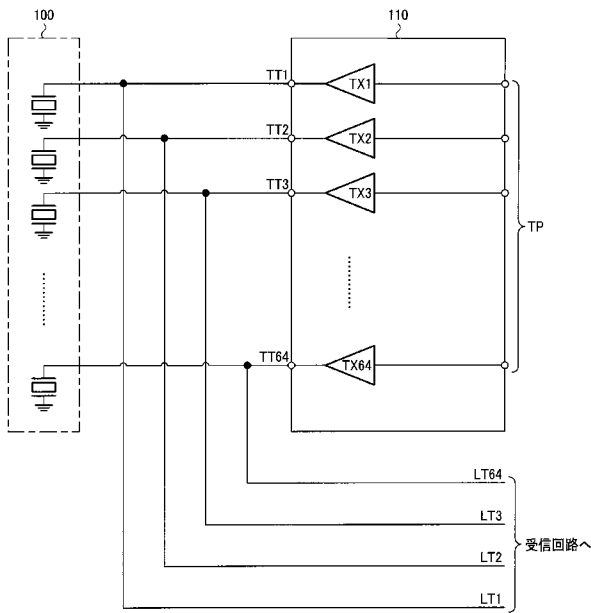 100
110
TT1
TX1
TT2
TX2
TT3
TX3
TP
TT64
TX64
LT64
LT3
受信回路へ
LT2
LT1